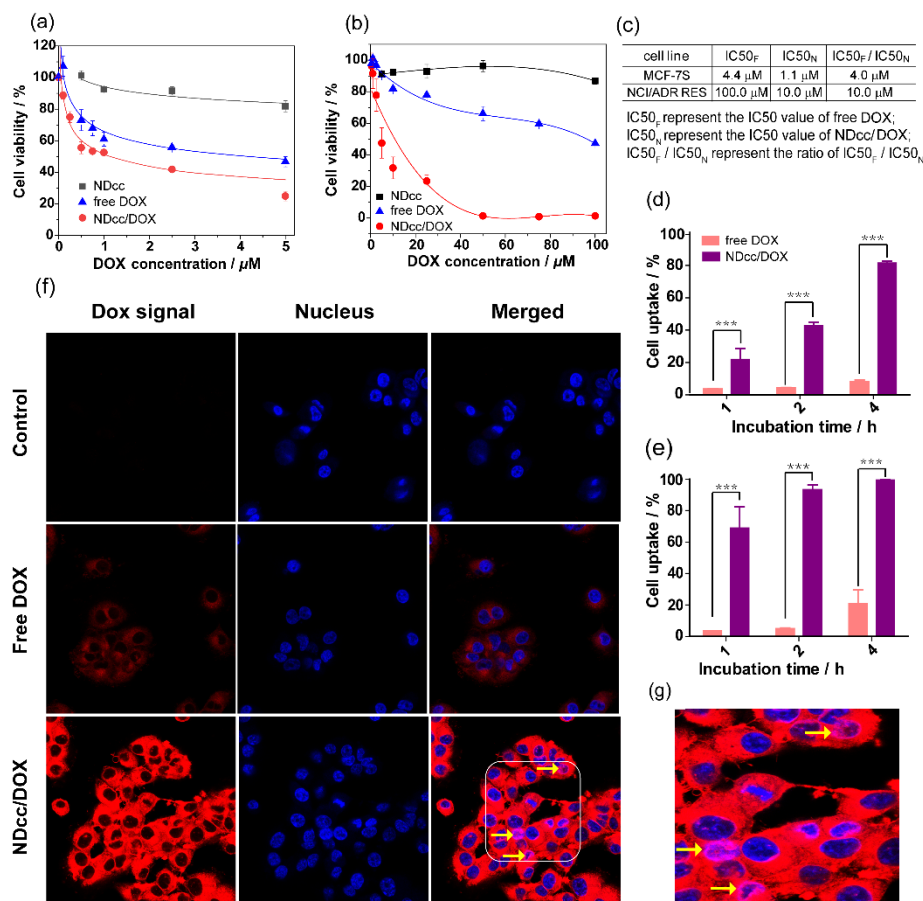 (a)
120
100
80
60
40
20
0
Cell viability / %
0 1 2 3 4 5
DOX concentration / µM
NDcc
free DOX
NDcc/DOX
(b)
100
80
60
40
20
0
Cell viability / %
0 20 40 60 80 100
DOX concentration / µM
NDcc
free DOX
NDcc/DOX
(c)
cell line IC50F IC50N IC50F / IC50N
MCF-7S 4.4 µM 1.1 µM 4.0 µM
NCI/ADR RES 100.0 µM 10.0 µM 10.0 µM
IC50F represent the IC50 value of free DOX;
IC50N represent the IC50 value of NDcc/DOX;
IC50F / IC50N represent the ratio of IC50F / IC50N
(d)
100
80
60
40
20
0
Cell uptake / %
free DOX
NDcc/DOX
*** *** ***
1 2 4
Incubation time / h
(e)
100
80
60
40
20
0
Cell uptake / %
*** *** ***
1 2 4
Incubation time / h
(f)
Dox signal Nucleus Merged
Control
Free DOX
NDcc/DOX
(g)